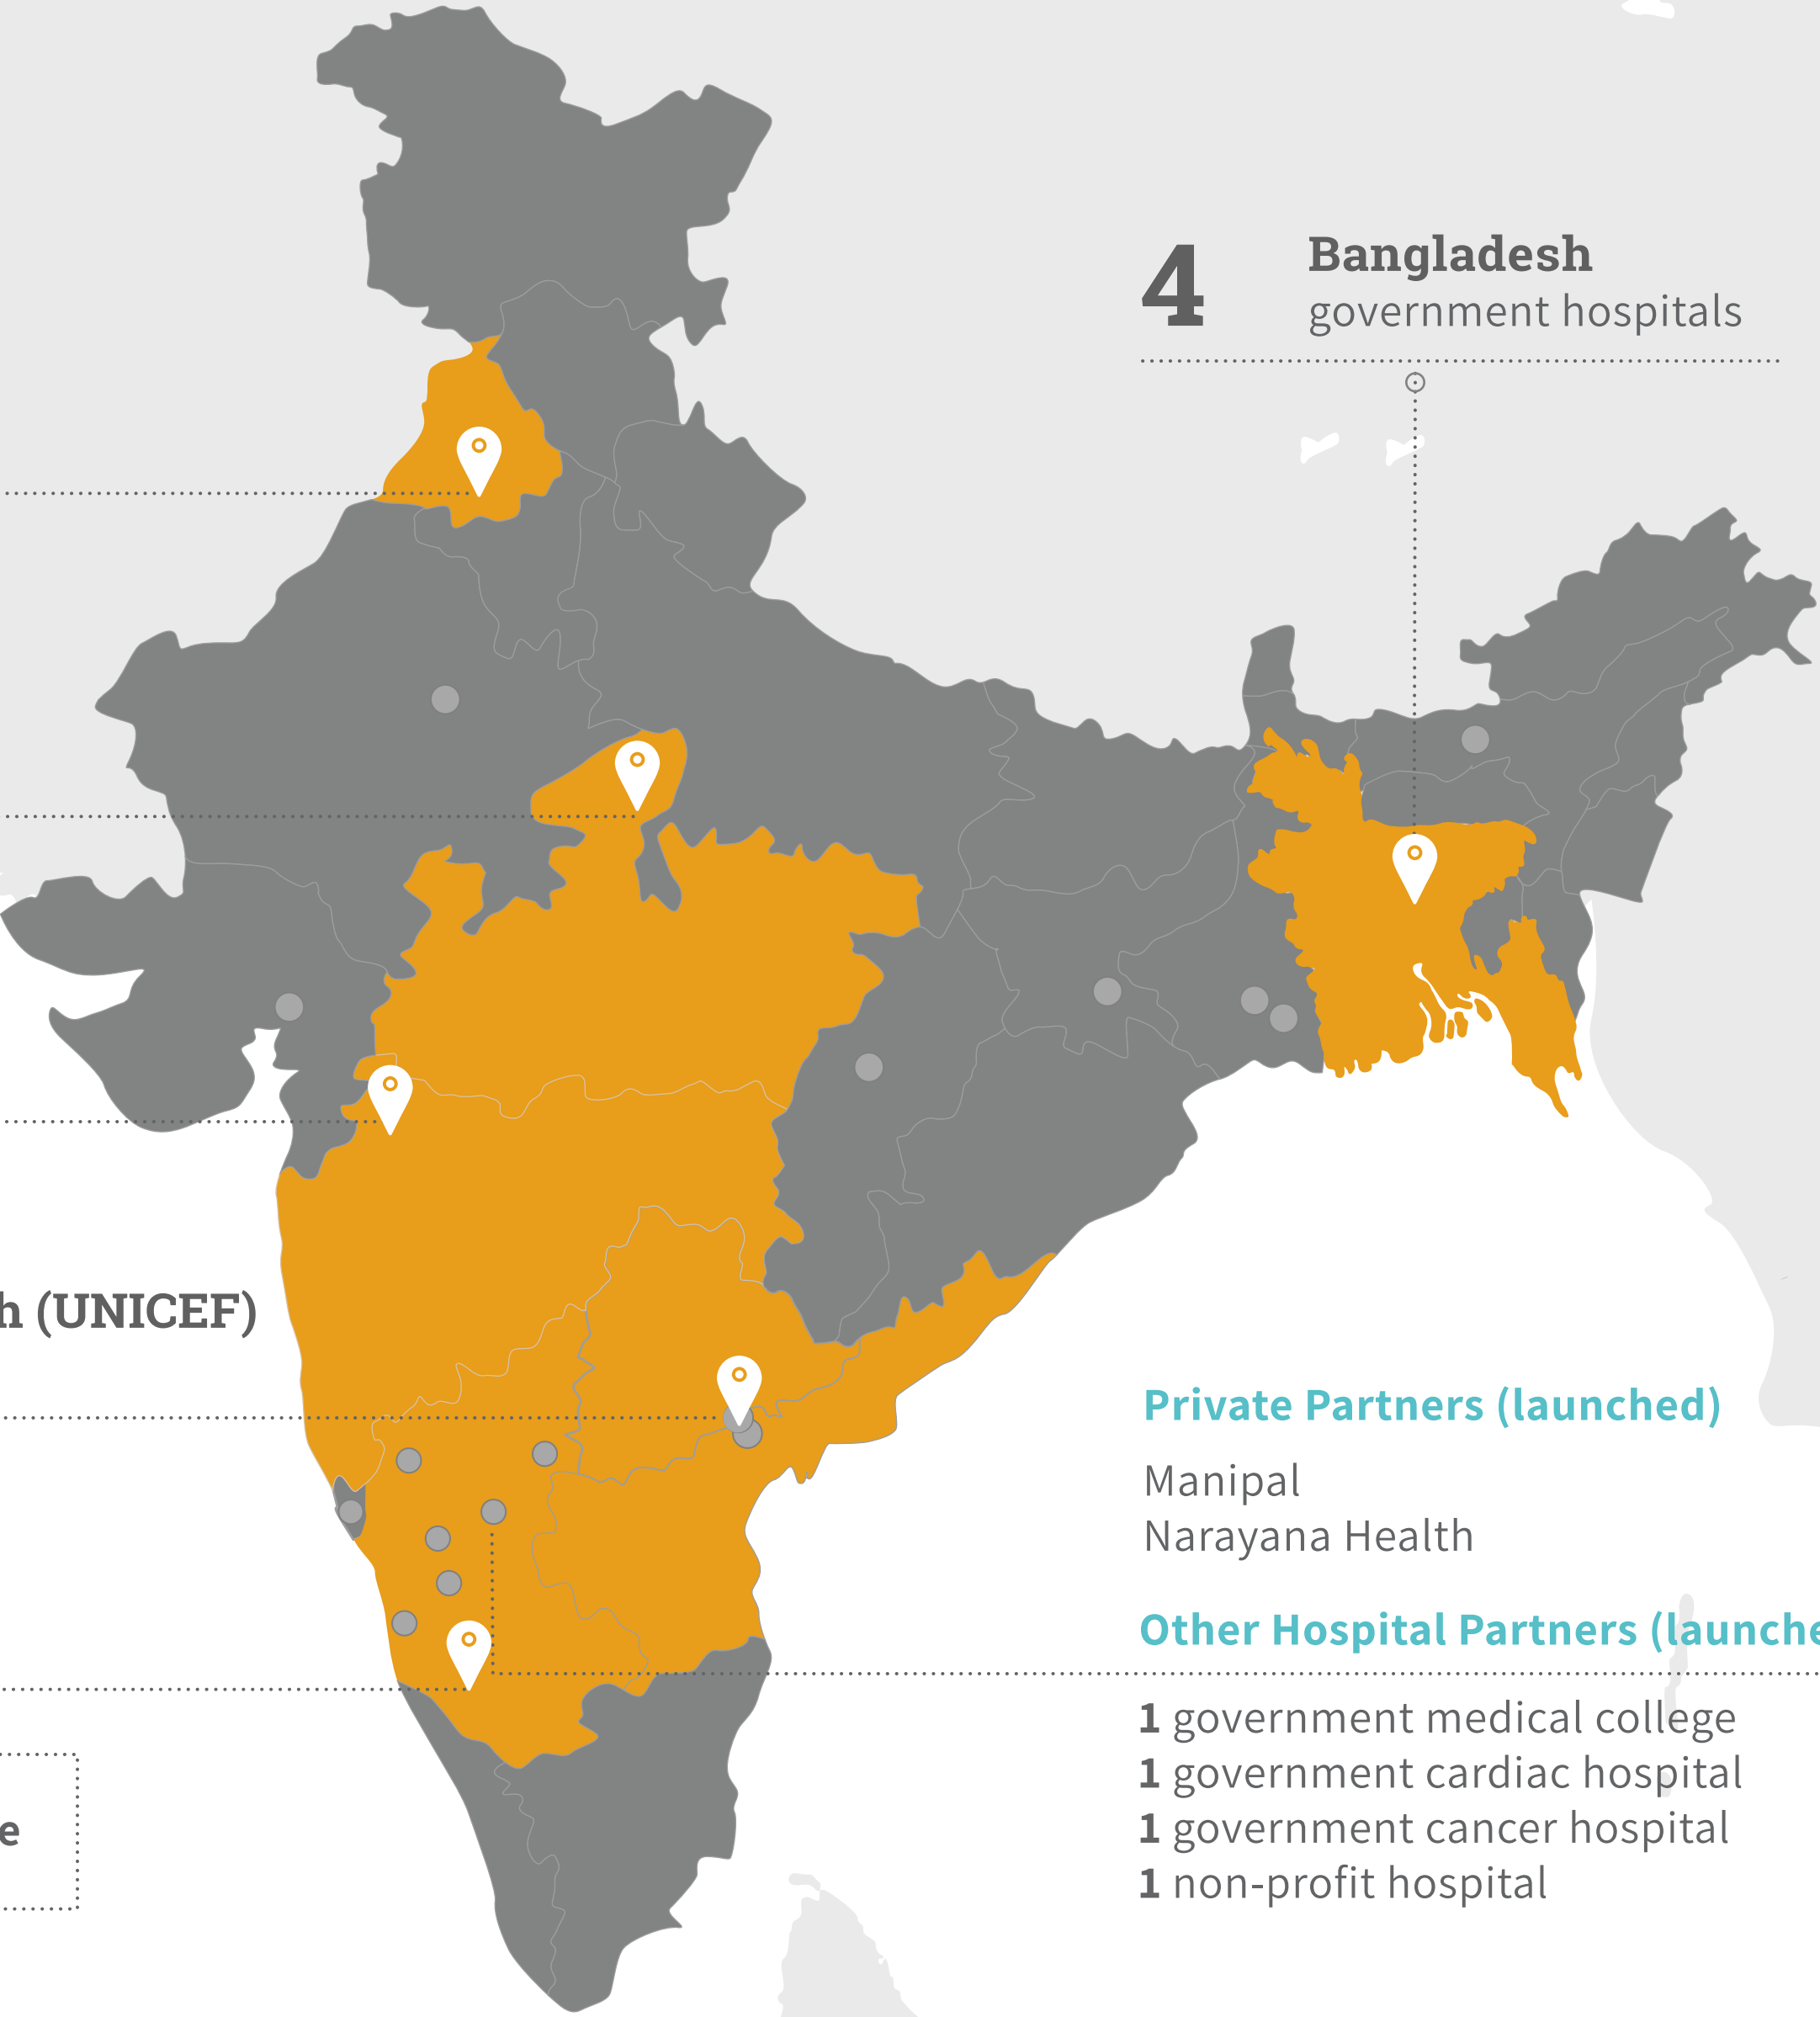 4 Bangladesh
government hospitals
h (UNICEF)
Private Partners (launched)
Manipal
Narayana Health
Other Hospital Partners (launche
1 government medical college
1 government cardiac hospital
1 government cancer hospital
1 non-profit hospital
e